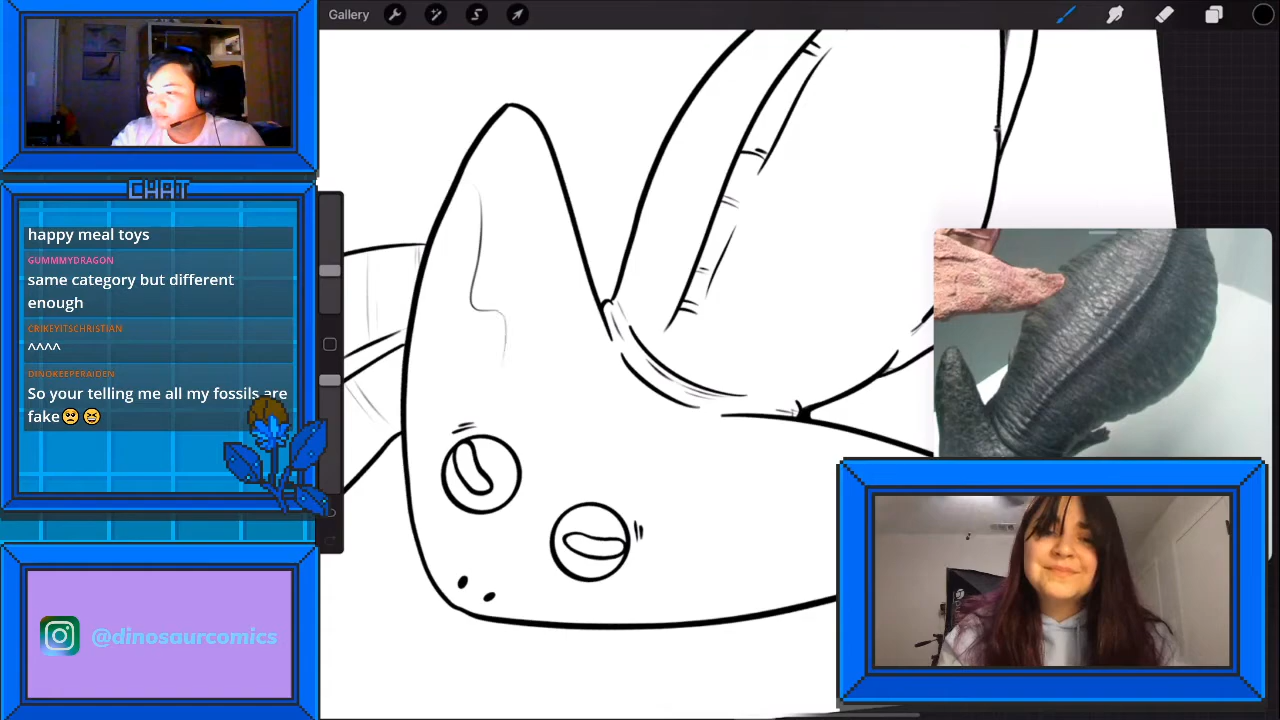 Gallery
CHAT
happy meal toys
GUMMMYDRAGON
same category but different
enough
CRIKEYITSCHRISTIAN
^^^^
DINOKEEPERAIDEN
So your telling me all my fossils are
fake🥺😆
@dinosaurcomics